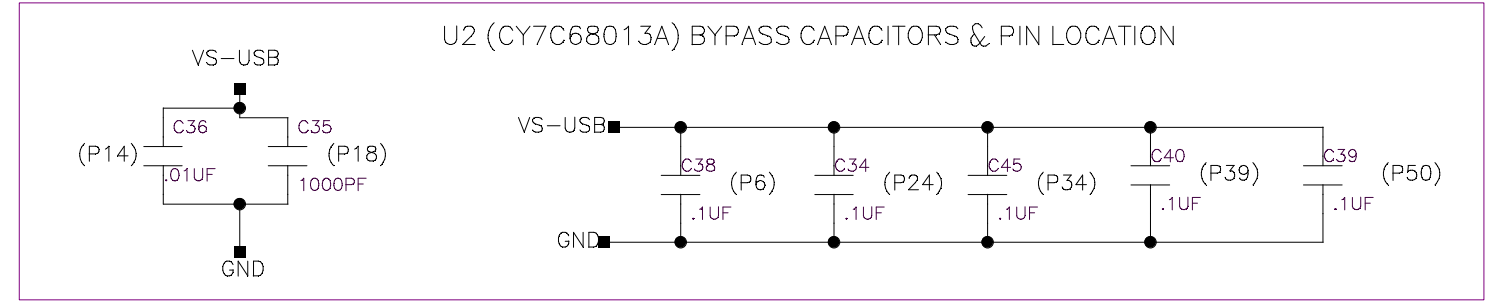 U2 (CY7C68013A) BYPASS CAPACITORS & PIN LOCATION
VS-USB
C36
C35
(P14)
(P18)
.01UF
1000PF
GND
VS-USB
C38
C34
C45
C40
C39
(P6)
(P24)
(P34)
(P39)
(P50)
.1UF
.1UF
.1UF
.1UF
.1UF
GND